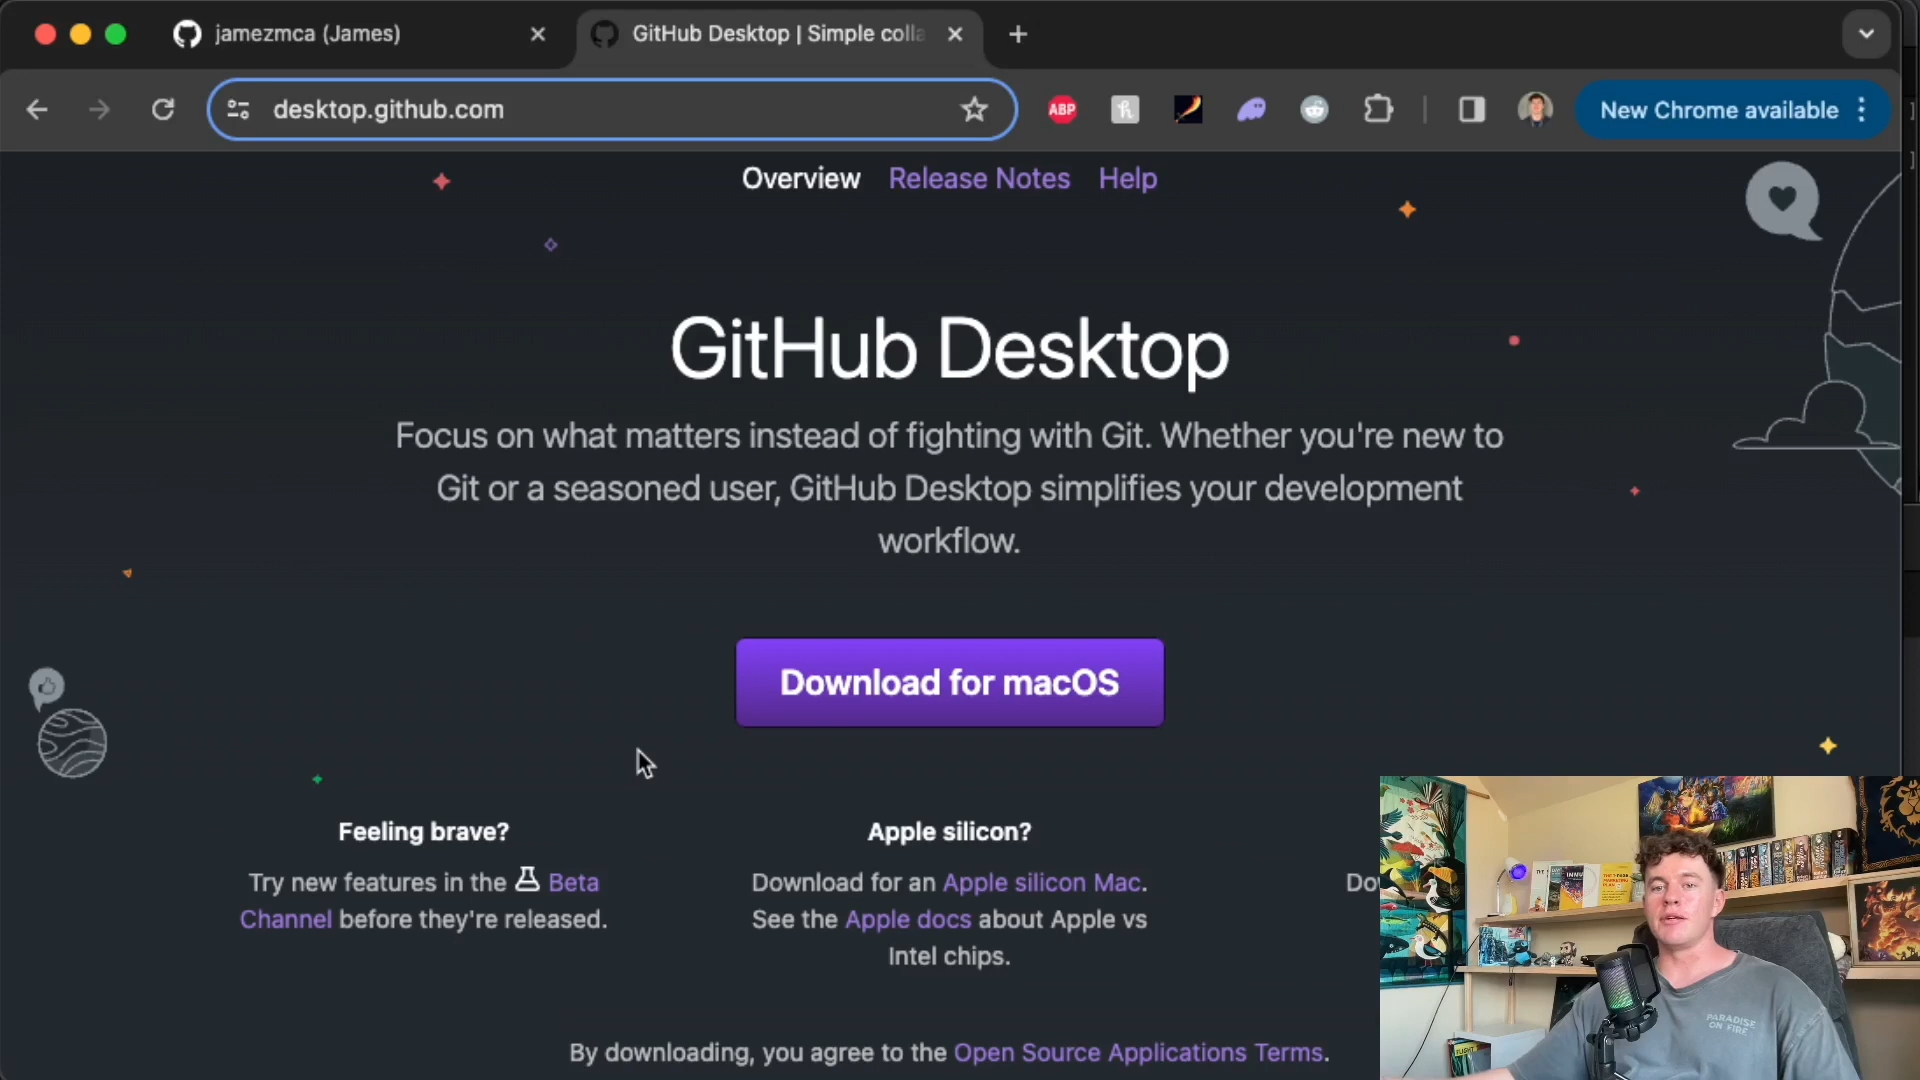 jamezmca (James)
GitHub Desktop | Simple colla
desktop.github.com
ABP
New Chrome available
Overview Release Notes Help
GitHub Desktop
Focus on what matters instead of fighting with Git. Whether you're new to
Git or a seasoned user, GitHub Desktop simplifies your development
workflow.
Download for macOS
Feeling brave?
Try new features in the Beta
Channel before they're released.
Apple silicon?
Download for an Apple silicon Mac.
See the Apple docs about Apple vs
Intel chips.
Do
By downloading, you agree to the Open Source Applications Terms.
PARADISE
ON FIRE